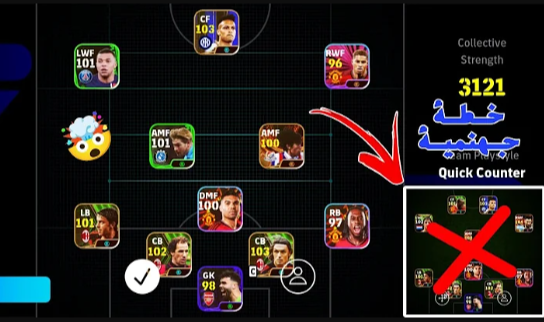 CF
103
LWF
101
RWF
96
Collective
Strength
3121
خطة
جهنمية
Team Playstyle
Quick Counter
AMF
101
AMF
100
DMF
100
LB
101
RB
97
CB
102
CB
103
C
GK
98